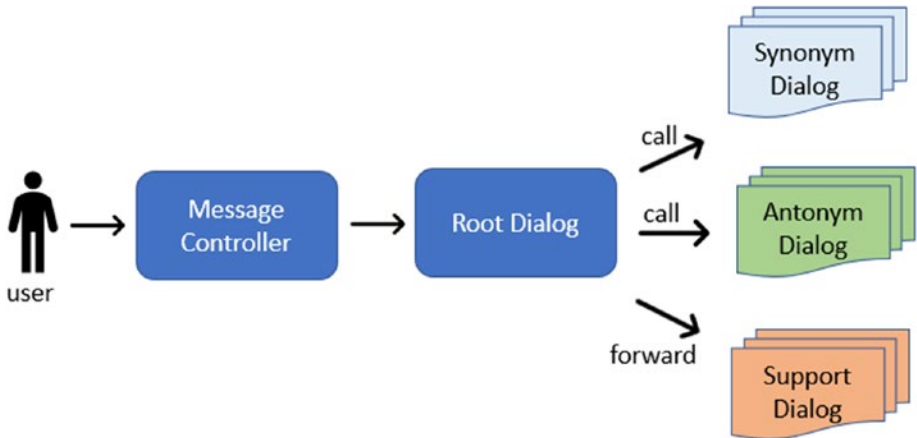 user
Message
Controller
Root Dialog
call
call
forward
Synonym
Dialog
Antonym
Dialog
Support
Dialog